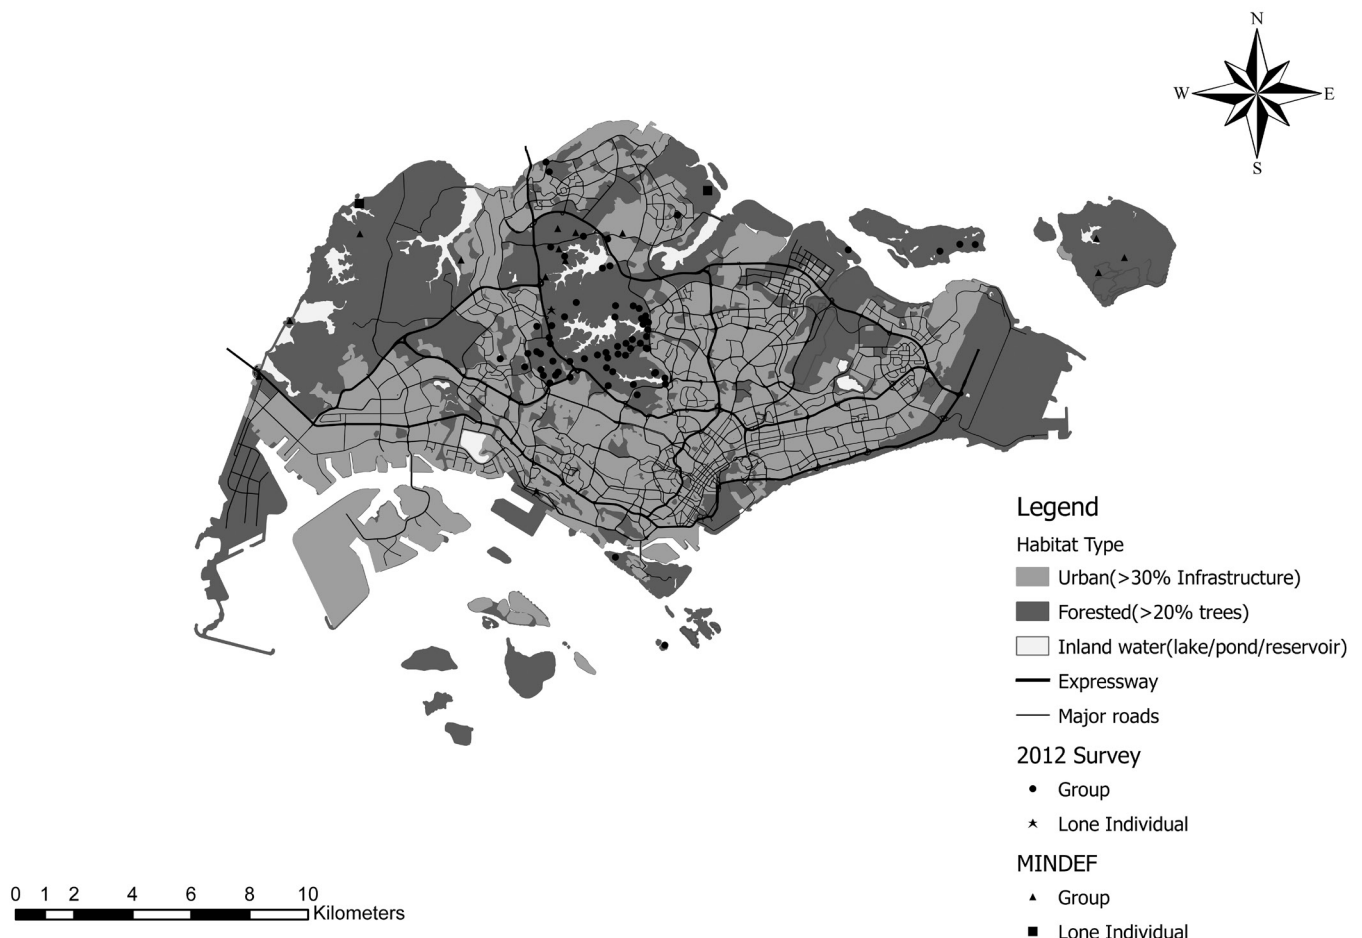 N
W E
S
Legend
Habitat Type
Urban(>30% Infrastructure)
Forested(>20% trees)
Inland water(lake/pond/reservoir)
Expressway
Major roads
2012 Survey
Group
Lone Individual
MINDEF
Group
Lone Individual
0 1 2 4 6 8 10
Kilometers